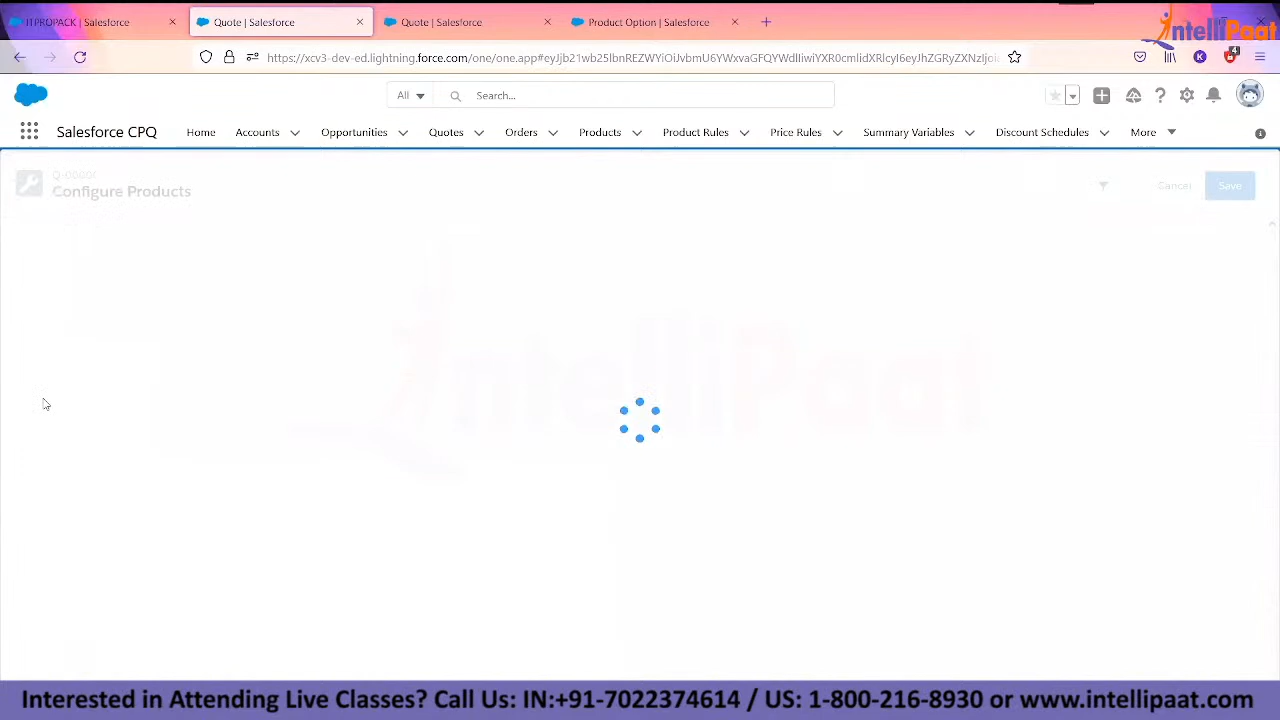 ITPROPACK | Salesforce
Quote | Salesforce
Quote | Salesforce
Product Option | Salesforce
IntelliPaat
All
Search...
4
Salesforce CPQ
Home
Accounts
Opportunities
Quotes
Orders
Products
Product Rules
Price Rules
Summary Variables
Discount Schedules
More
Configure Products
Cancel
Save
IntelliPaat
Interested in Attending Live Classes? Call Us: IN:+91-7022374614 / US: 1-800-216-8930 or www.intellipaat.com